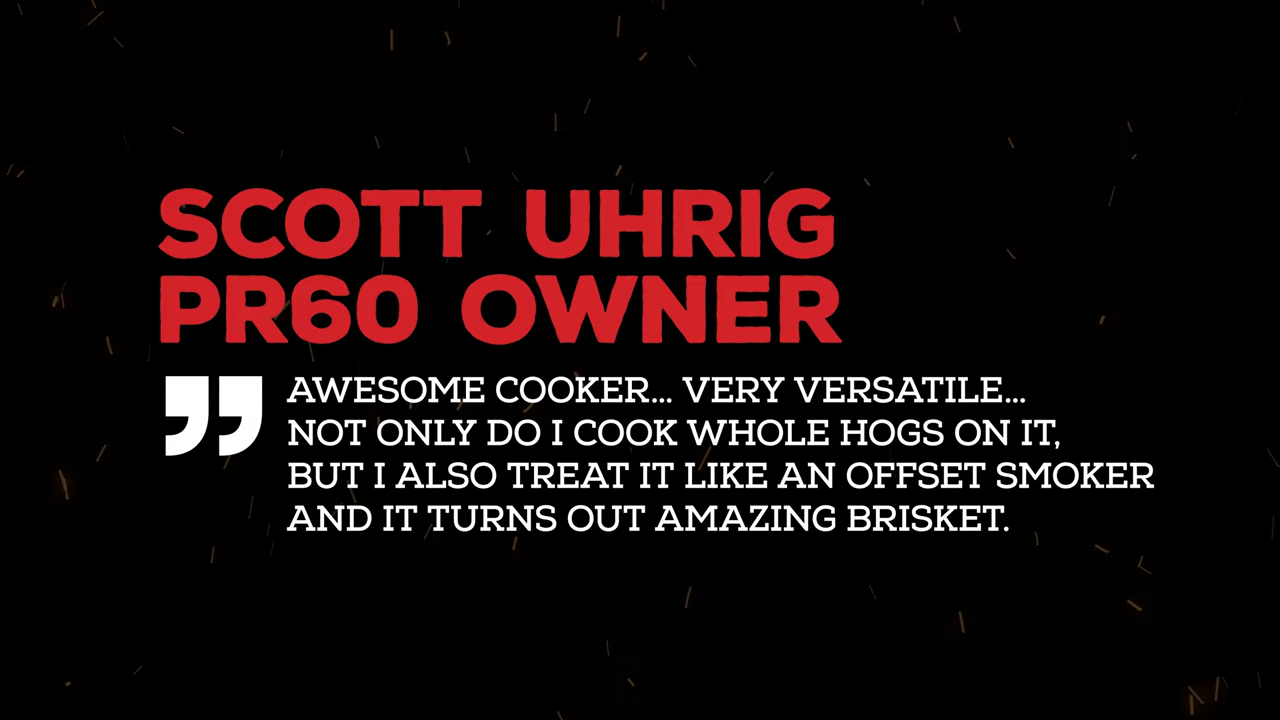 SCOTT UHRIG
PR60 OWNER
” AWESOME COOKER... VERY VERSATILE...
NOT ONLY DO I COOK WHOLE HOGS ON IT,
BUT I ALSO TREAT IT LIKE AN OFFSET SMOKER
AND IT TURNS OUT AMAZING BRISKET.